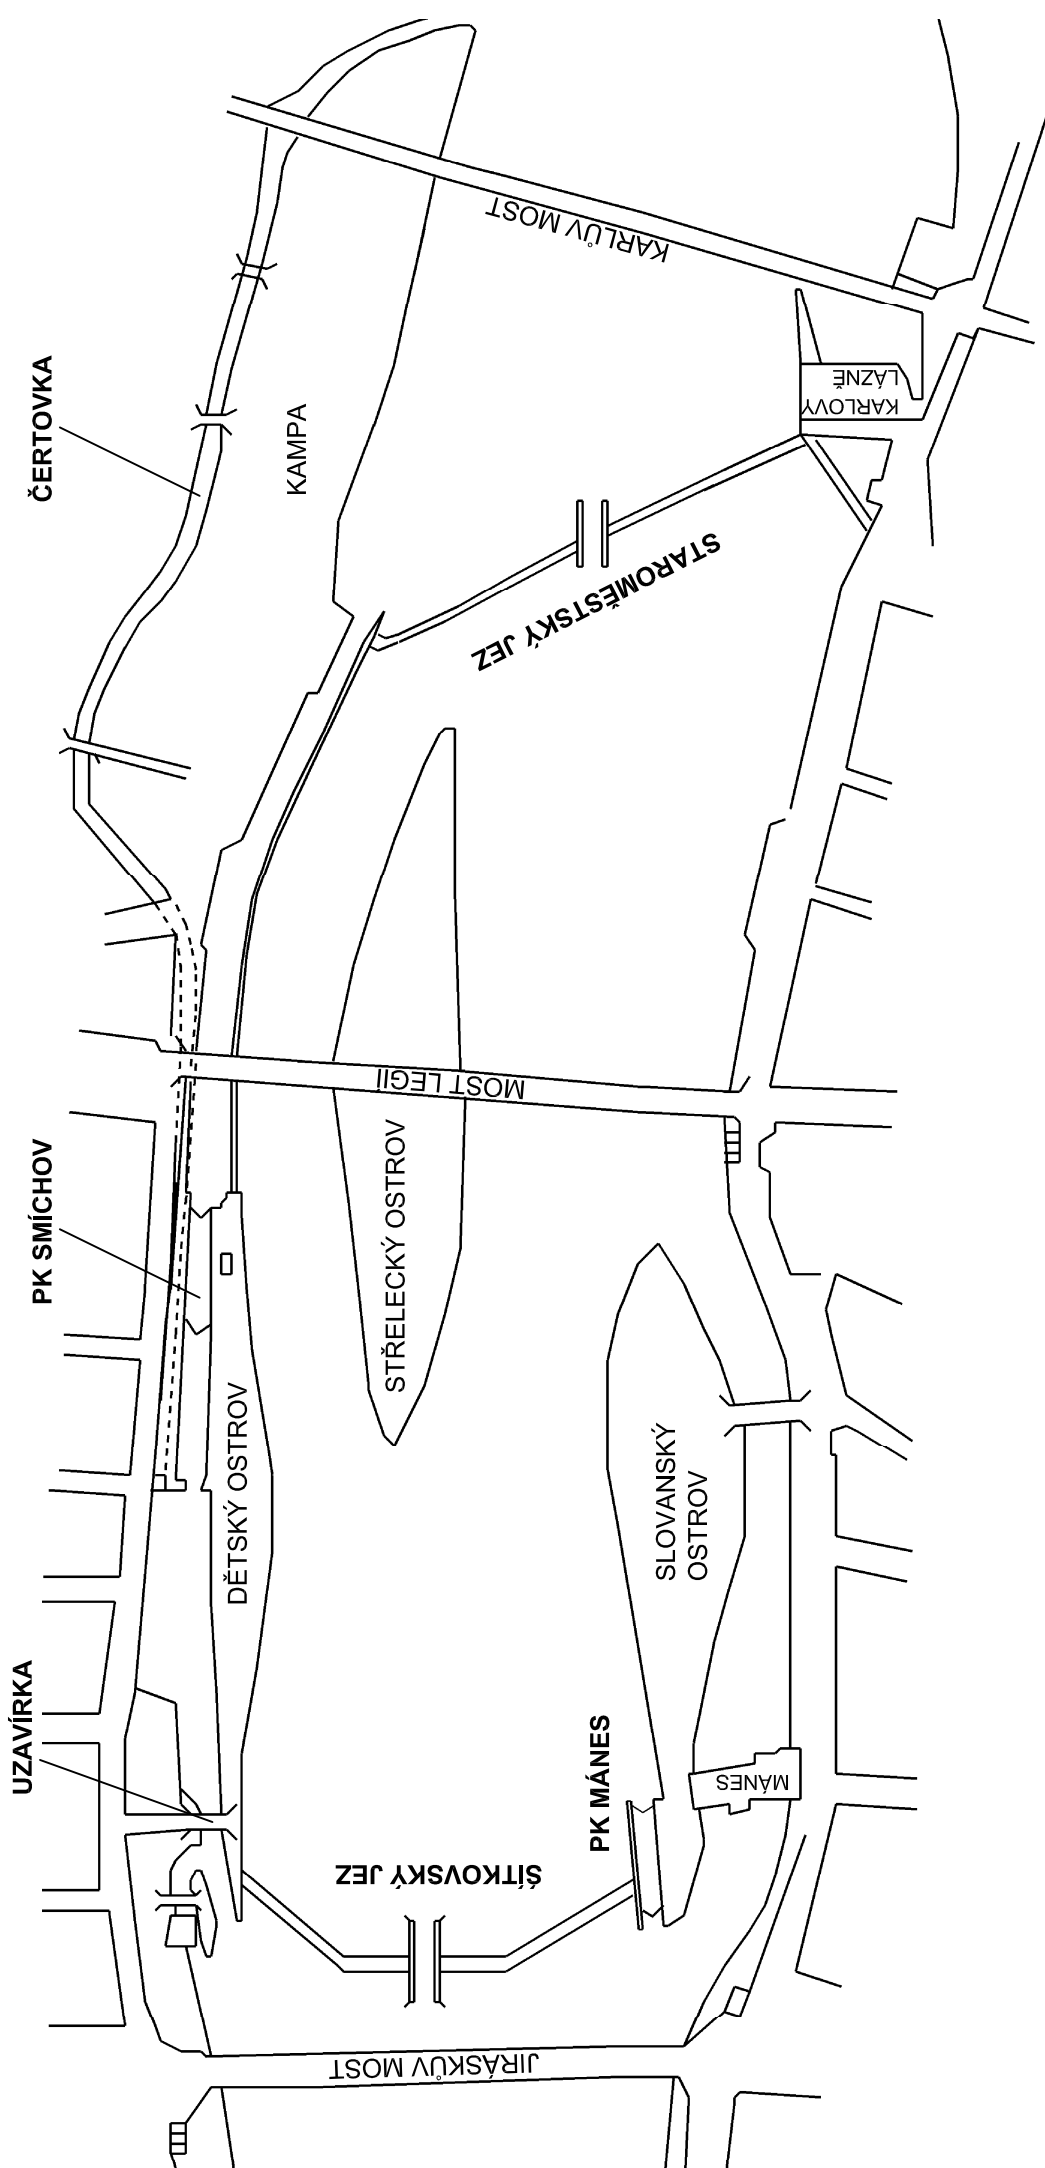 KARLŮV MOST
ČERTOVKA
KAMPA
KARLOVY
LÁZNĚ
STAROMĚSTSKÝ JEZ
MOST LEGIÍ
PK SMÍCHOV
STŘELECKÝ OSTROV
DĚTSKÝ OSTROV
SLOVANSKÝ
OSTROV
UZAVÍRKA
PK MÁNES
MÁNES
ŠÍTKOVSKÝ JEZ
JIRÁSKŮV MOST